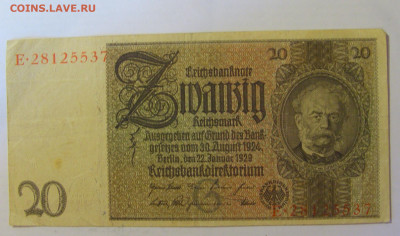 COINS.LAVE.RU
E·28125537
20
Reichsbanknote
Zwanzig
Reichsmark
Ausgegeben auf Grund des Bank-
gesetzes vom 30. August 1924
Berlin, den 22. Januar 1929
Reichsbankdirektorium
20
20
E·28125537